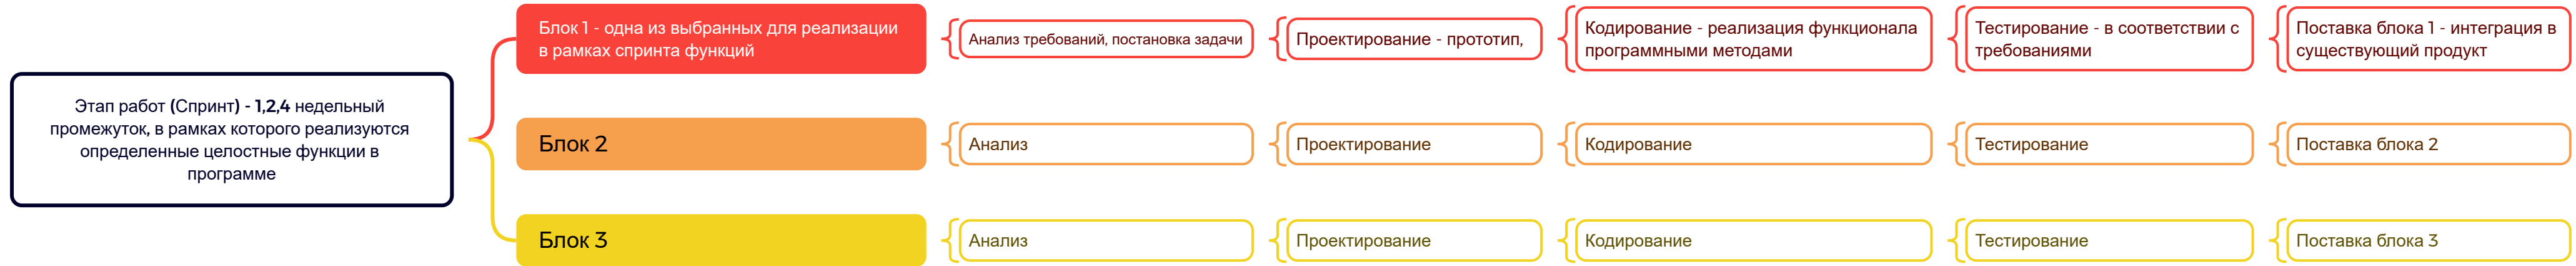 Этап работ (Спринт) - 1,2,4 недельный
промежуток, в рамках которого реализуются
определенные целостные функции в
программе
Блок 1 - одна из выбранных для реализации
в рамках спринта функций
Анализ требований, постановка задачи
Проектирование - прототип,
Кодирование - реализация функционала
программными методами
Тестирование - в соответствии с
требованиями
Поставка блока 1 - интеграция в
существующий продукт
Блок 2
Анализ
Проектирование
Кодирование
Тестирование
Поставка блока 2
Блок 3
Анализ
Проектирование
Кодирование
Тестирование
Поставка блока 3